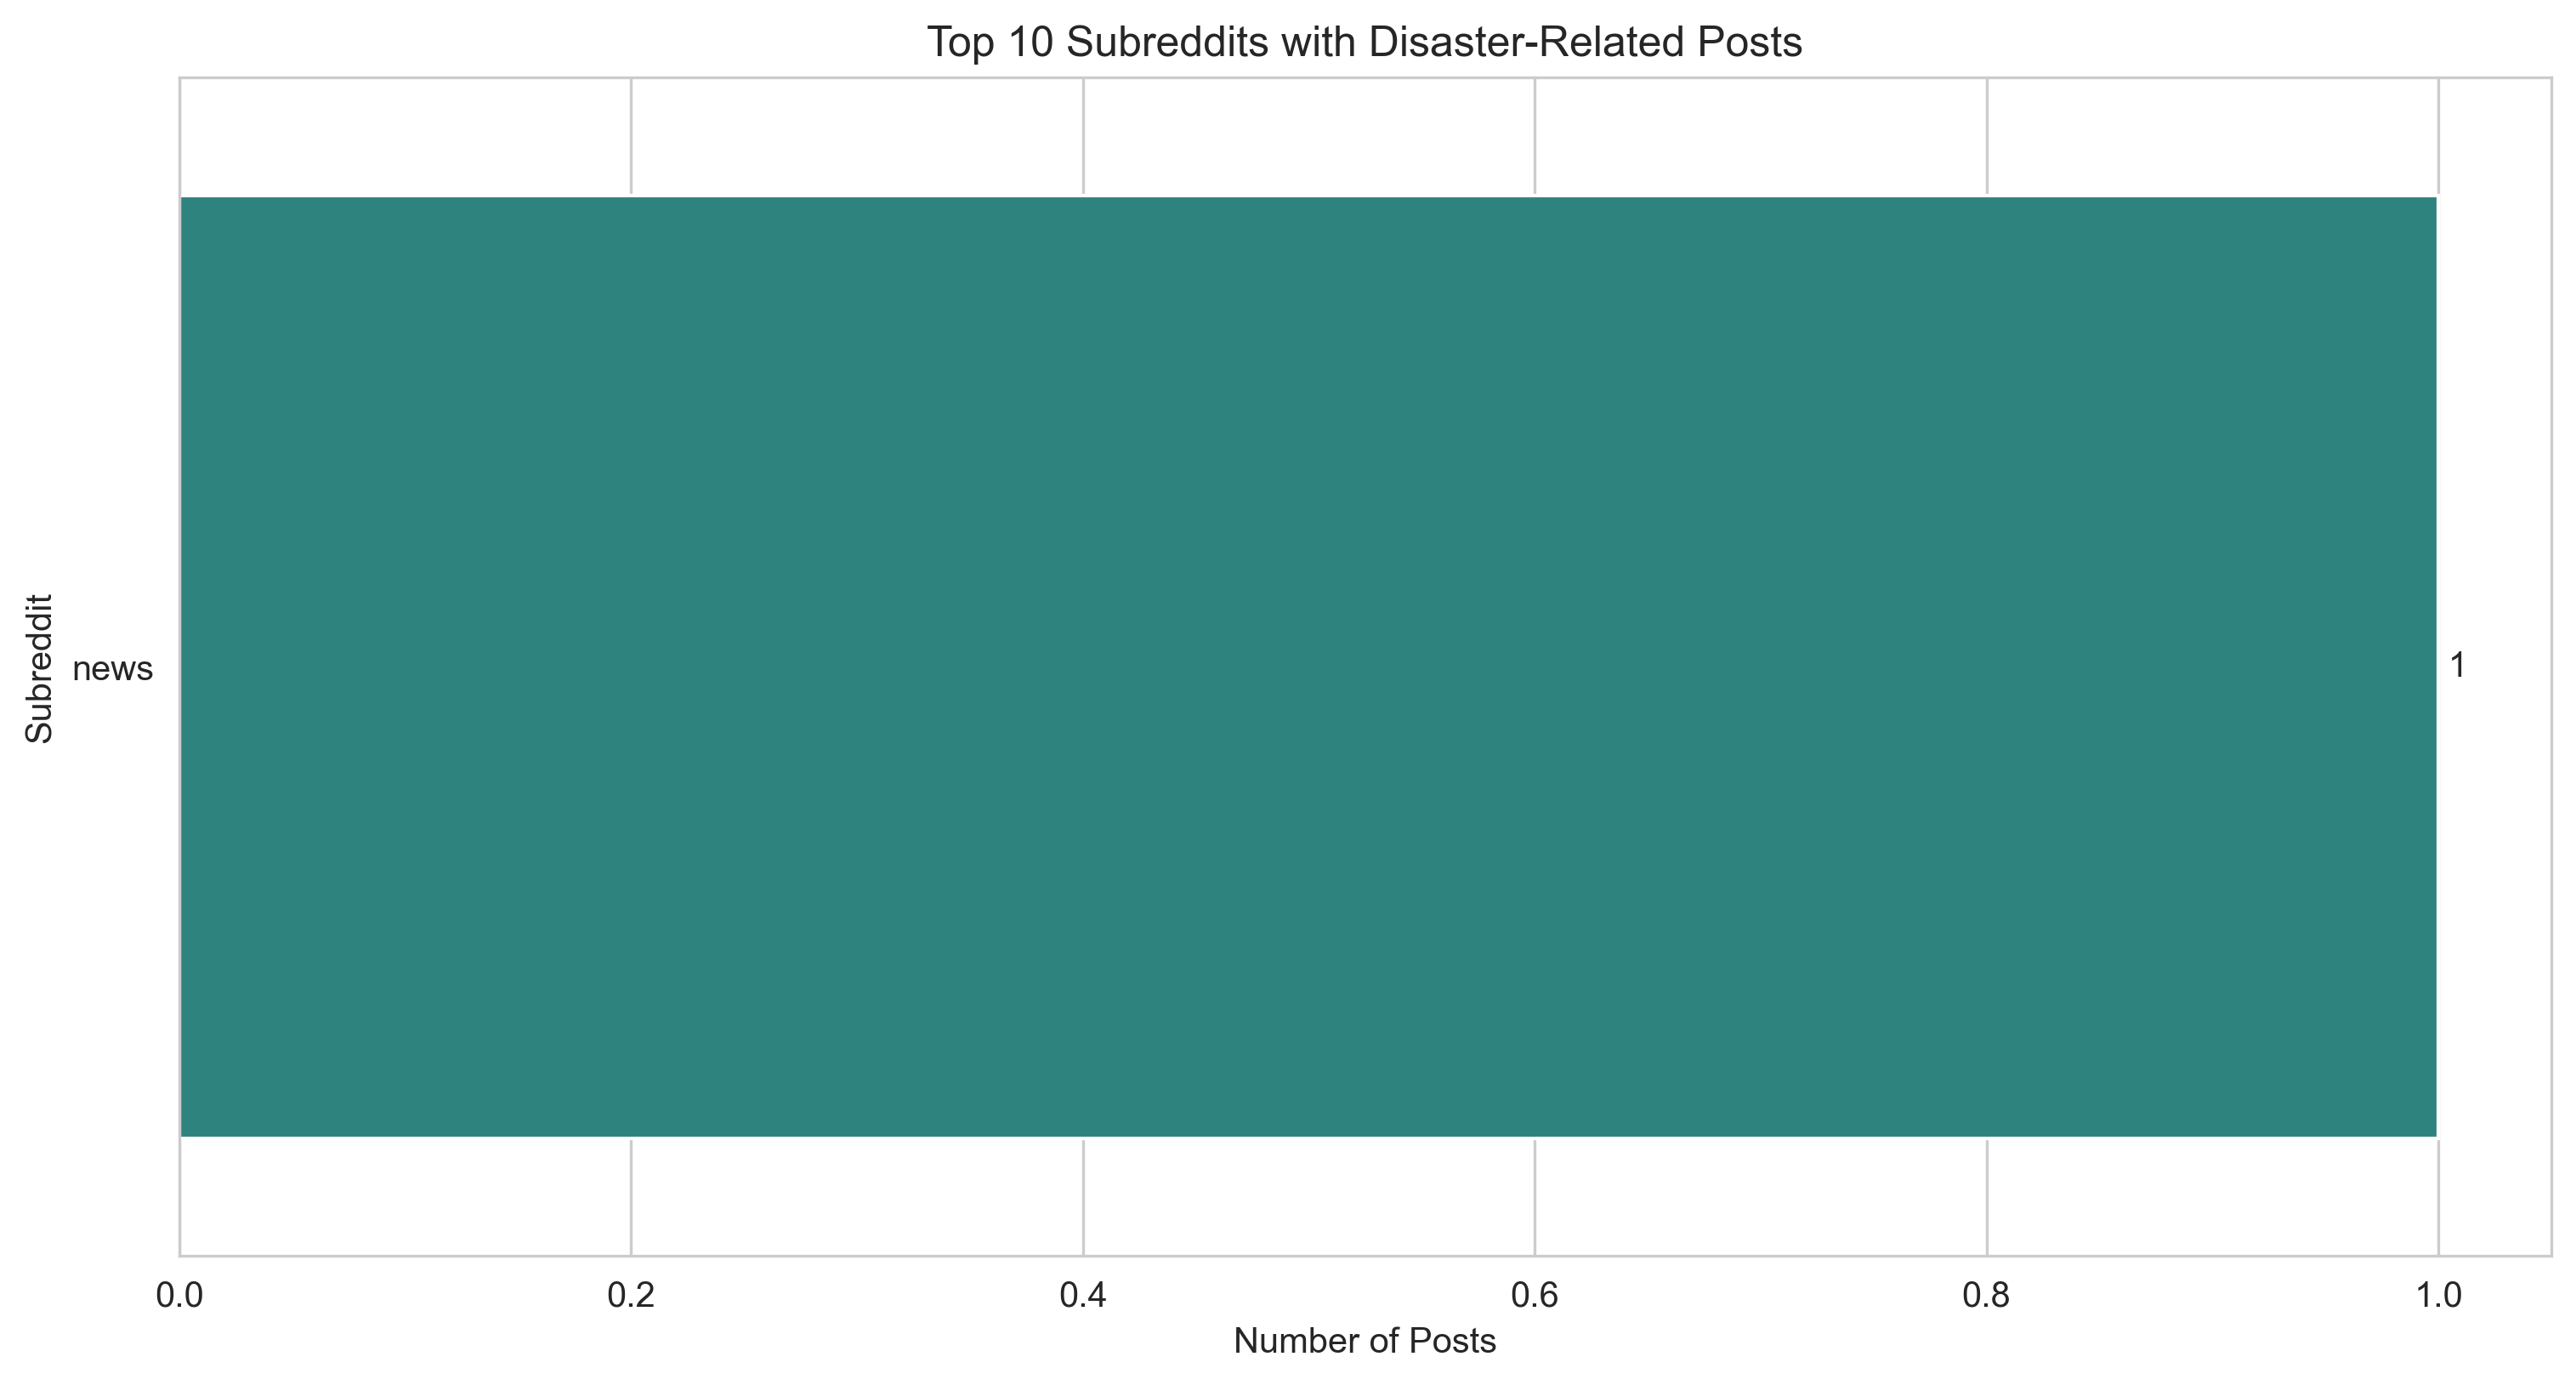 Top 10 Subreddits with Disaster-Related Posts
Subreddit
news
1
0.0 0.2 0.4 0.6 0.8 1.0
Number of Posts